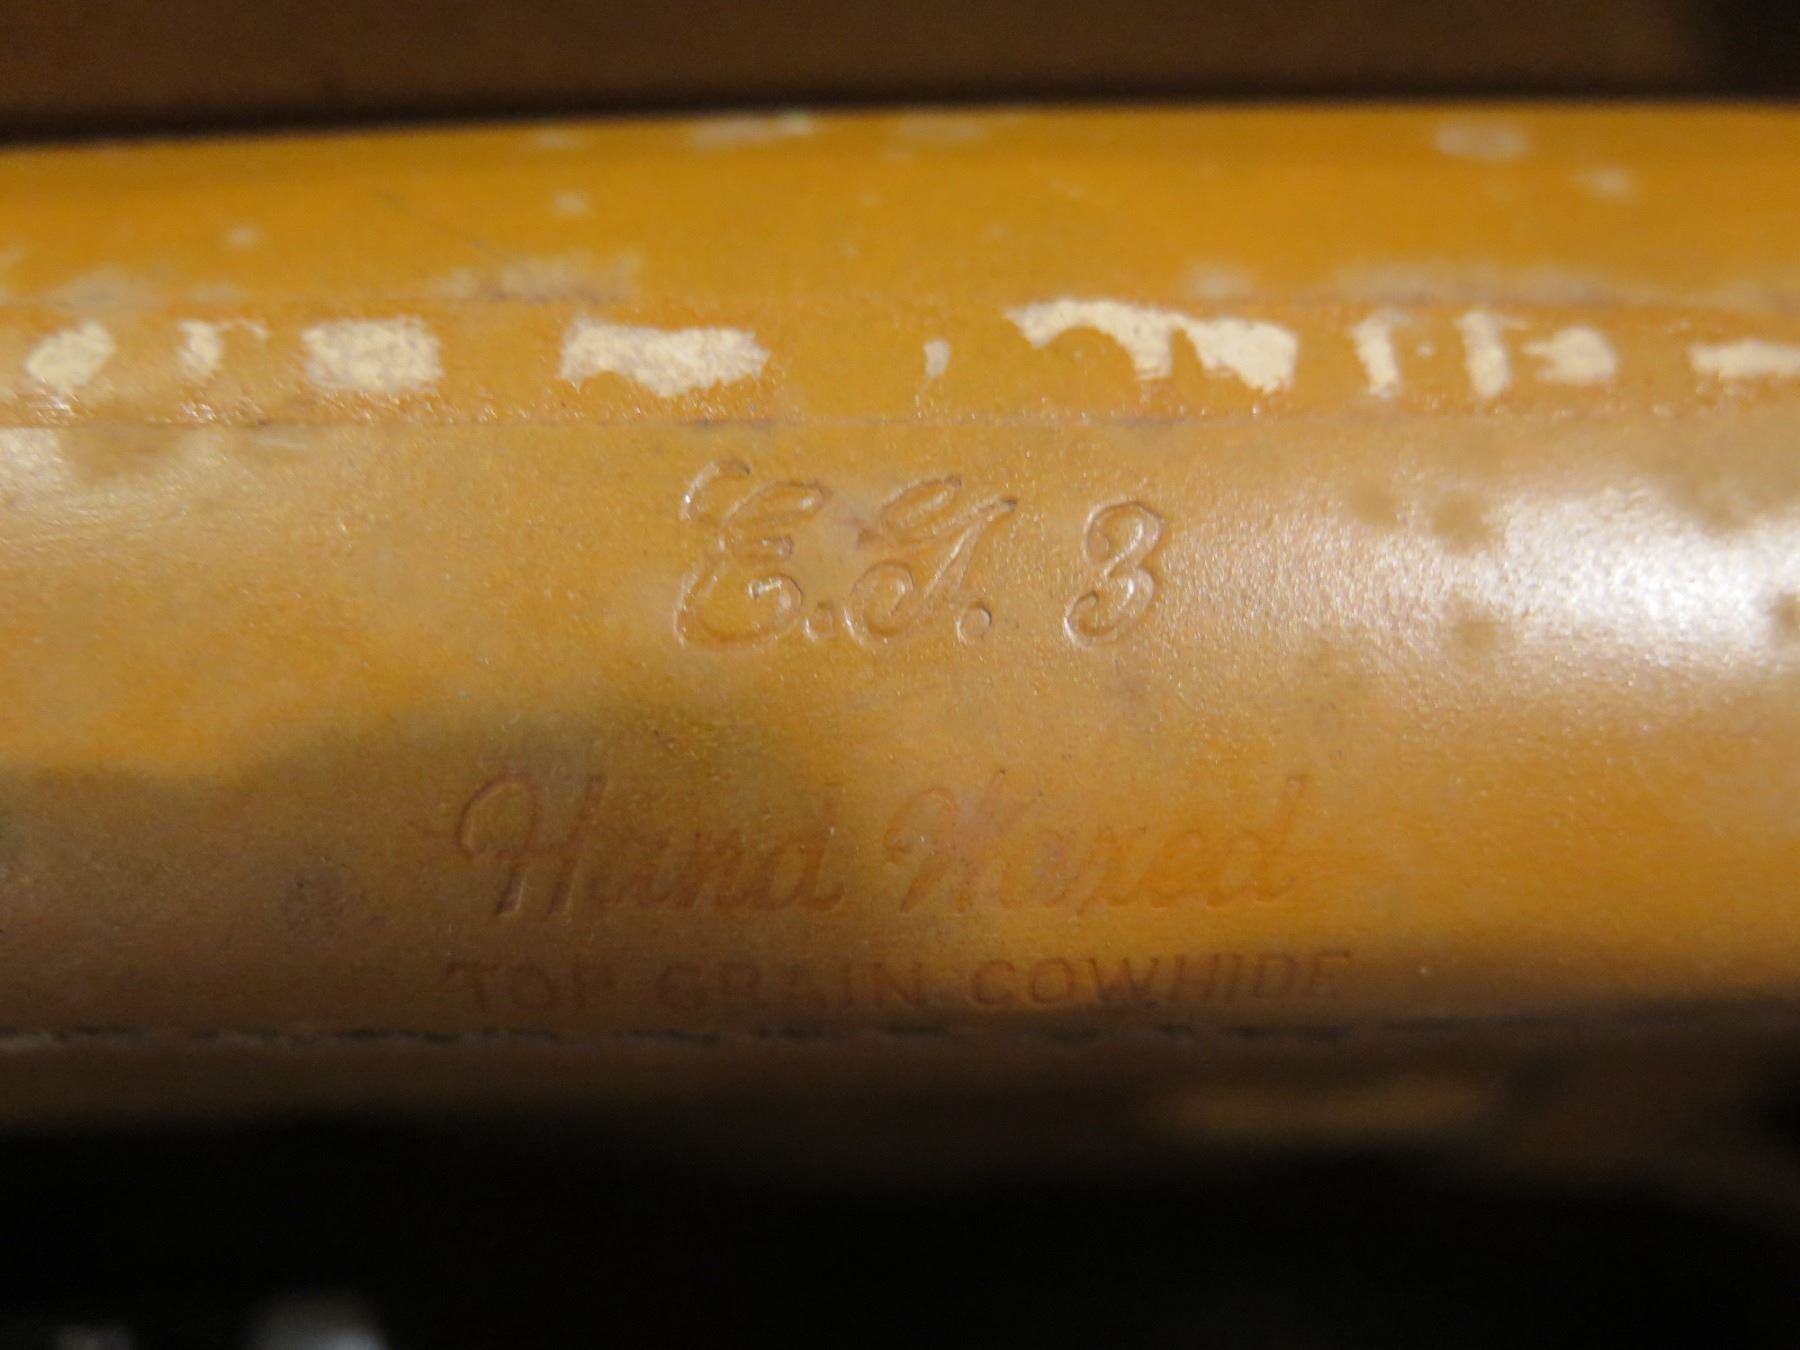 E.G. 3
Hand Waxed
TOP GRAIN COWHIDE